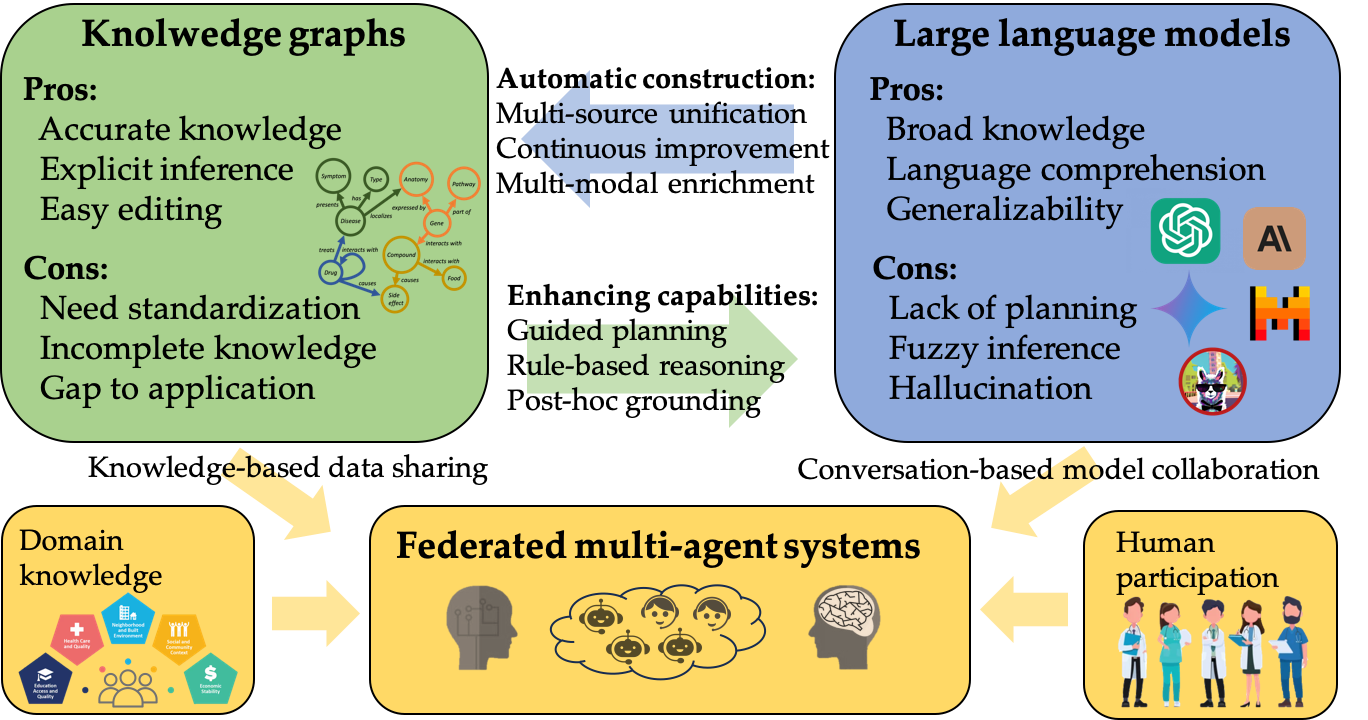 Knolwedge graphs
Pros:
Accurate knowledge
Explicit inference
Easy editing
Cons:
Need standardization
Incomplete knowledge
Gap to application
Symptom
Type
Anatomy
Pathway
presents
has
localizes
expressed by
part of
Disease
Gene
treats
interacts with
interacts with
Compound
interacts with
Drug
causes
causes
Food
Side
effect
Automatic construction:
Multi-source unification
Continuous improvement
Multi-modal enrichment
Enhancing capabilities:
Guided planning
Rule-based reasoning
Post-hoc grounding
Large language models
Pros:
Broad knowledge
Language comprehension
Generalizability
Cons:
Lack of planning
Fuzzy inference
Hallucination
A\
Knowledge-based data sharing
Conversation-based model collaboration
Domain
knowledge
Neighborhood
and Built
Environment
Health Care
and Quality
Social and
Community
Context
Education
Access and
Quality
Economic
Stability
Federated multi-agent systems
Human
participation